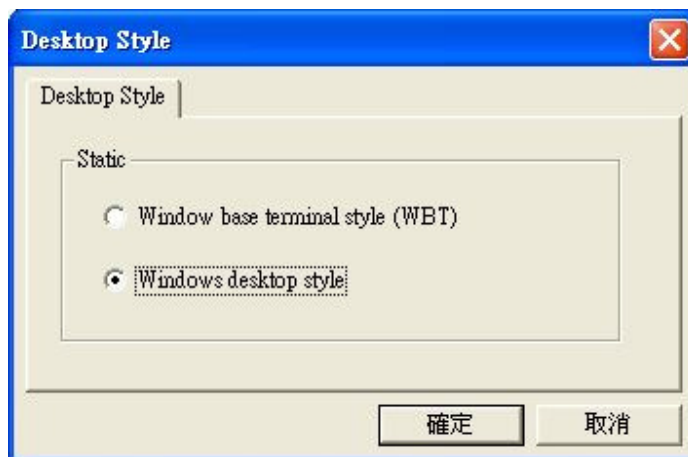 Desktop Style
Desktop Style
Static
Window base terminal style (WBT)
Windows desktop style
確定 取消